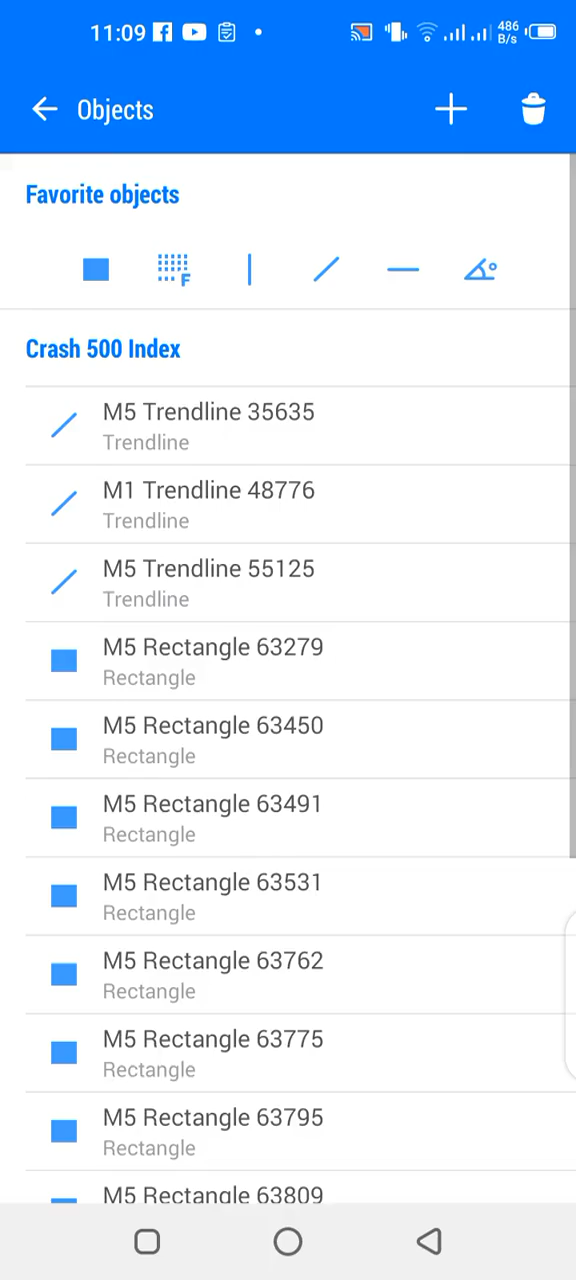 11:09
486
B/s
Objects
Favorite objects
F
Crash 500 Index
M5 Trendline 35635
Trendline
M1 Trendline 48776
Trendline
M5 Trendline 55125
Trendline
M5 Rectangle 63279
Rectangle
M5 Rectangle 63450
Rectangle
M5 Rectangle 63491
Rectangle
M5 Rectangle 63531
Rectangle
M5 Rectangle 63762
Rectangle
M5 Rectangle 63775
Rectangle
M5 Rectangle 63795
Rectangle
M5 Rectangle 63809